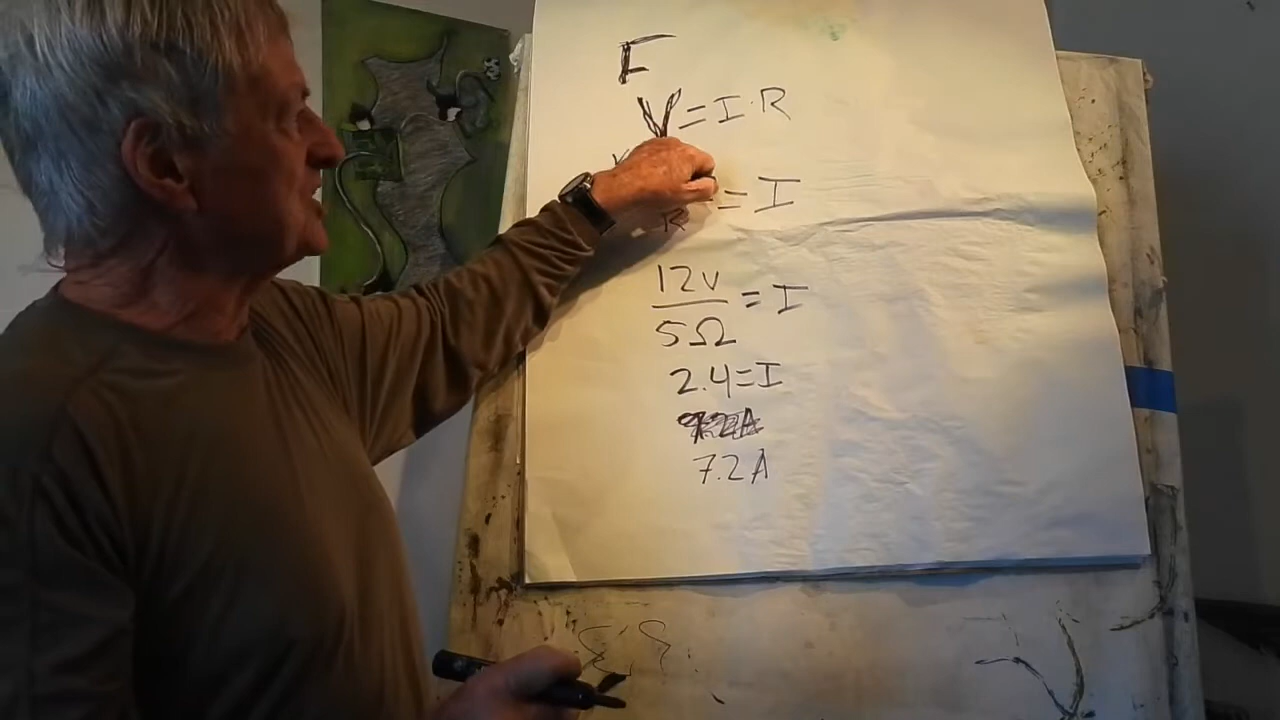 E
V = I · R
R = I
12v
5Ω = I
2.4 = I
7.2A